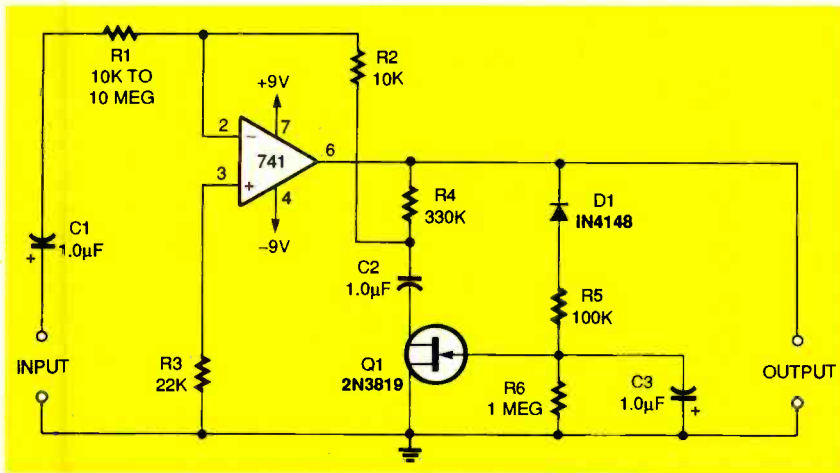 R1
10K TO
10 MEG
R2
10K
+9V
2
7
741
6
3
4
-9V
R4
330K
D1
IN4148
C1
1.0µF
+
C2
1.0µF
R5
100K
INPUT
R3
22K
Q1
2N3819
R6
1 MEG
C3
1.0µF
+
OUTPUT